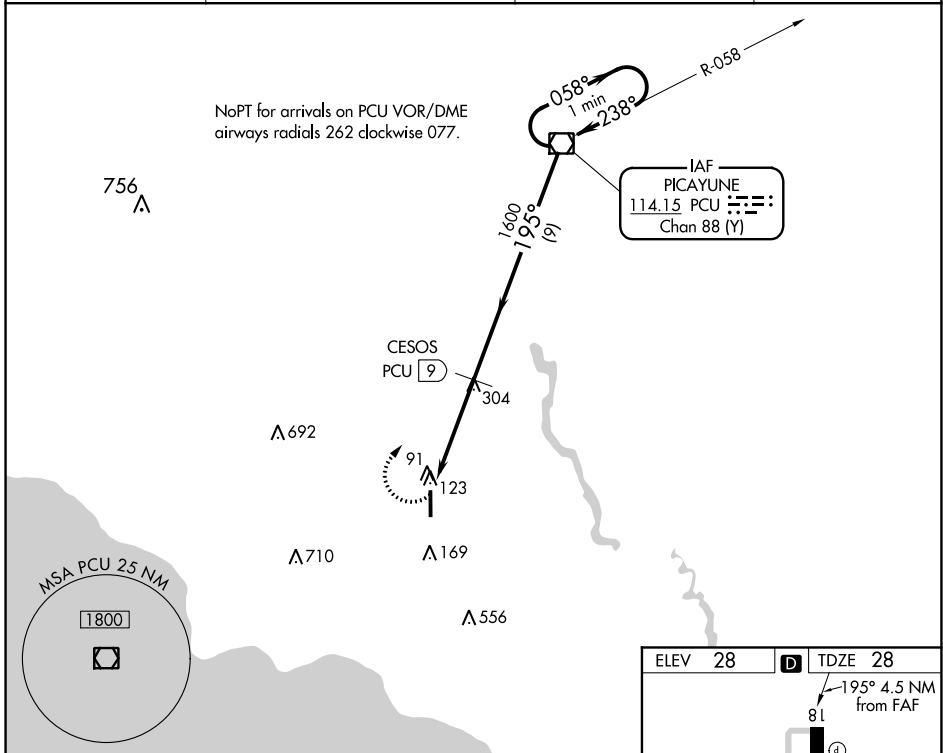 R-058
058°
1 min
238°
NoPT for arrivals on PCU VOR/DME
airways radials 262 clockwise 077.
IAF
PICAYUNE
114.15 PCU
Chan 88 (Y)
756
1600
195°
(9)
CESOS
PCU 9
304
692
91
123
710
169
556
MSA PCU 25 NM
1800
ELEV 28 D TDZE 28
195° 4.5 NM
from FAF
18
P